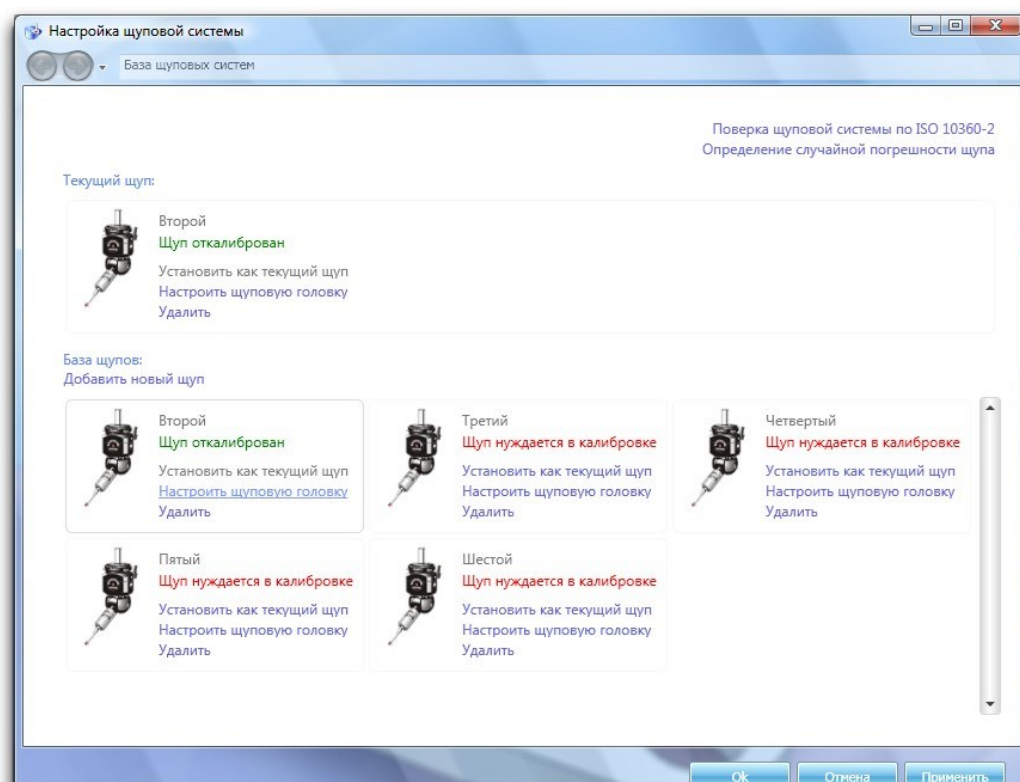 Настройка щуповой системы
База щуповых систем
Поверка щуповой системы по ISO 10360-2
Определение случайной погрешности щупа
Текущий щуп:
Второй
Щуп откалиброван
Установить как текущий щуп
Настроить щуповую головку
Удалить
База щупов:
Добавить новый щуп
Второй
Щуп откалиброван
Установить как текущий щуп
Настроить щуповую головку
Удалить
Третий
Щуп нуждается в калибровке
Установить как текущий щуп
Настроить щуповую головку
Удалить
Четвертый
Щуп нуждается в калибровке
Установить как текущий щуп
Настроить щуповую головку
Удалить
Пятый
Щуп нуждается в калибровке
Установить как текущий щуп
Настроить щуповую головку
Удалить
Шестой
Щуп нуждается в калибровке
Установить как текущий щуп
Настроить щуповую головку
Удалить
Ok
Отмена
Применить